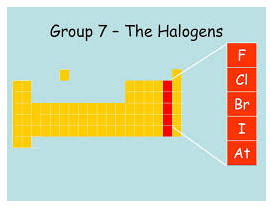 Group 7 – The Halogens
F
Cl
Br
I
At